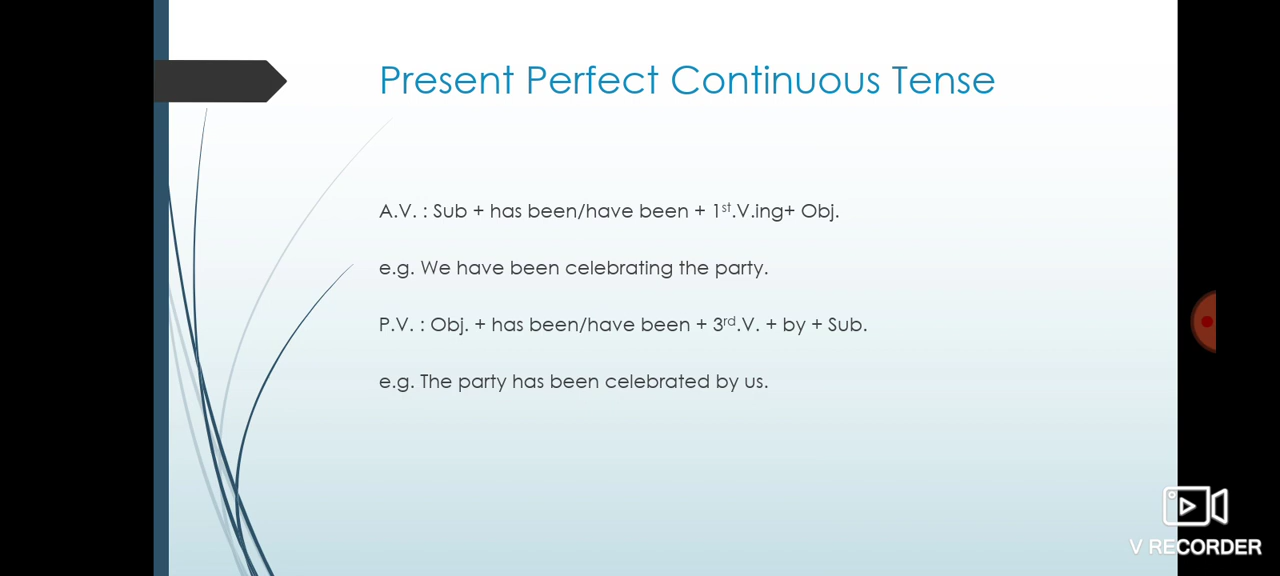 Present Perfect Continuous Tense
A.V. : Sub + has been/have been + 1st.V.ing+ Obj.
e.g. We have been celebrating the party.
P.V. : Obj. + has been/have been + 3rd.V. + by + Sub.
e.g. The party has been celebrated by us.
V RECORDER